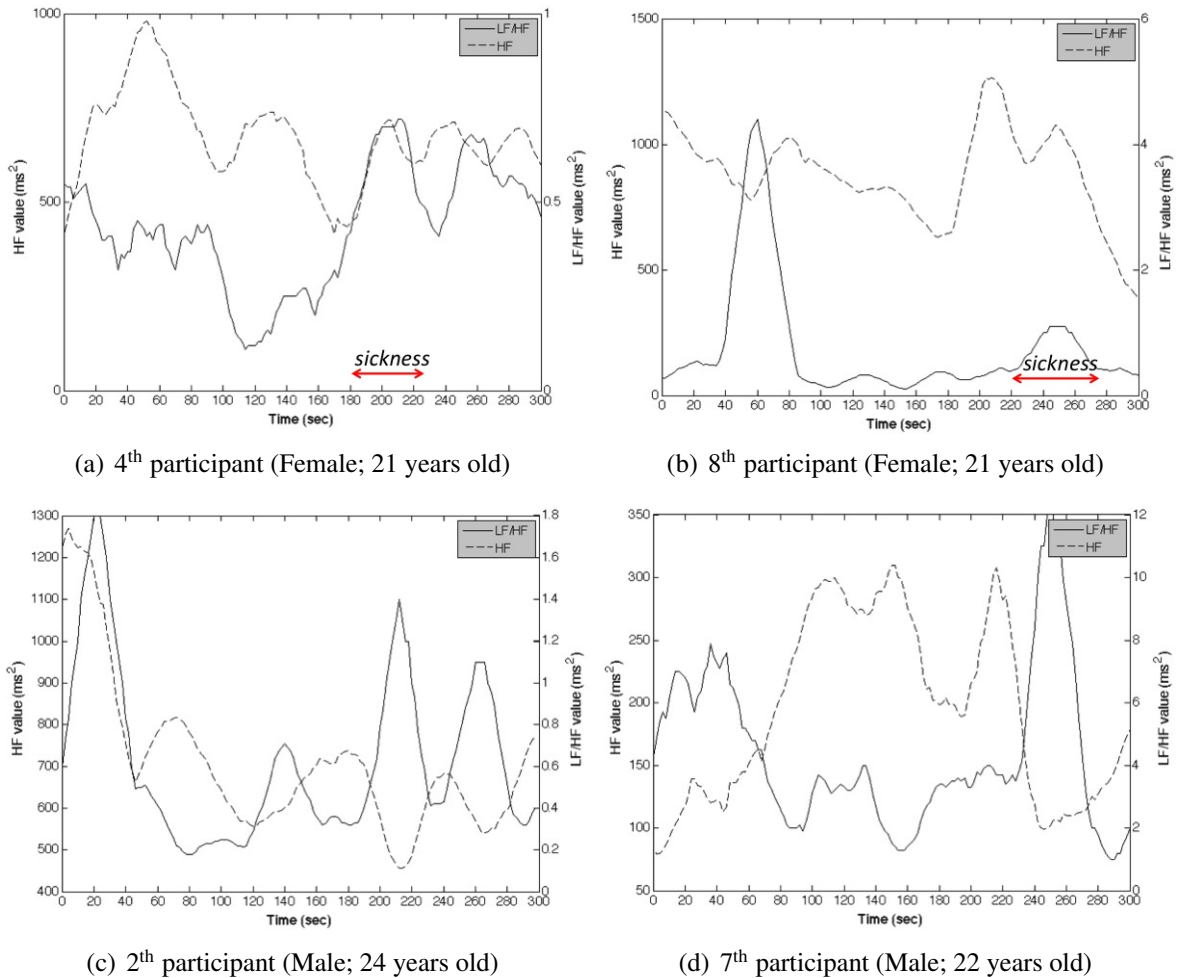 1000
500
0
HF value (ms²)
1
0.5
0
LF/HF value (ms²)
LF/HF
HF
sickness
0 20 40 60 80 100 120 140 160 180 200 220 240 260 280 300
Time (sec)
(a) 4th participant (Female; 21 years old)
1500
1000
500
0
HF value (ms²)
6
4
2
0
LF/HF value (ms²)
LF/HF
HF
sickness
0 20 40 60 80 100 120 140 160 180 200 220 240 260 280 300
Time (sec)
(b) 8th participant (Female; 21 years old)
1300
1200
1100
1000
900
800
700
600
500
400
HF value (ms²)
1.8
1.6
1.4
1.2
1
0.8
0.6
0.4
0.2
0
LF/HF value (ms²)
LF/HF
HF
0 20 40 60 80 100 120 140 160 180 200 220 240 260 280 300
Time (sec)
(c) 2th participant (Male; 24 years old)
350
300
250
200
150
100
50
HF value (ms²)
12
10
8
6
4
2
0
LF/HF value (ms²)
LF/HF
HF
0 20 40 60 80 100 120 140 160 180 200 220 240 260 280 300
Time (sec)
(d) 7th participant (Male; 22 years old)